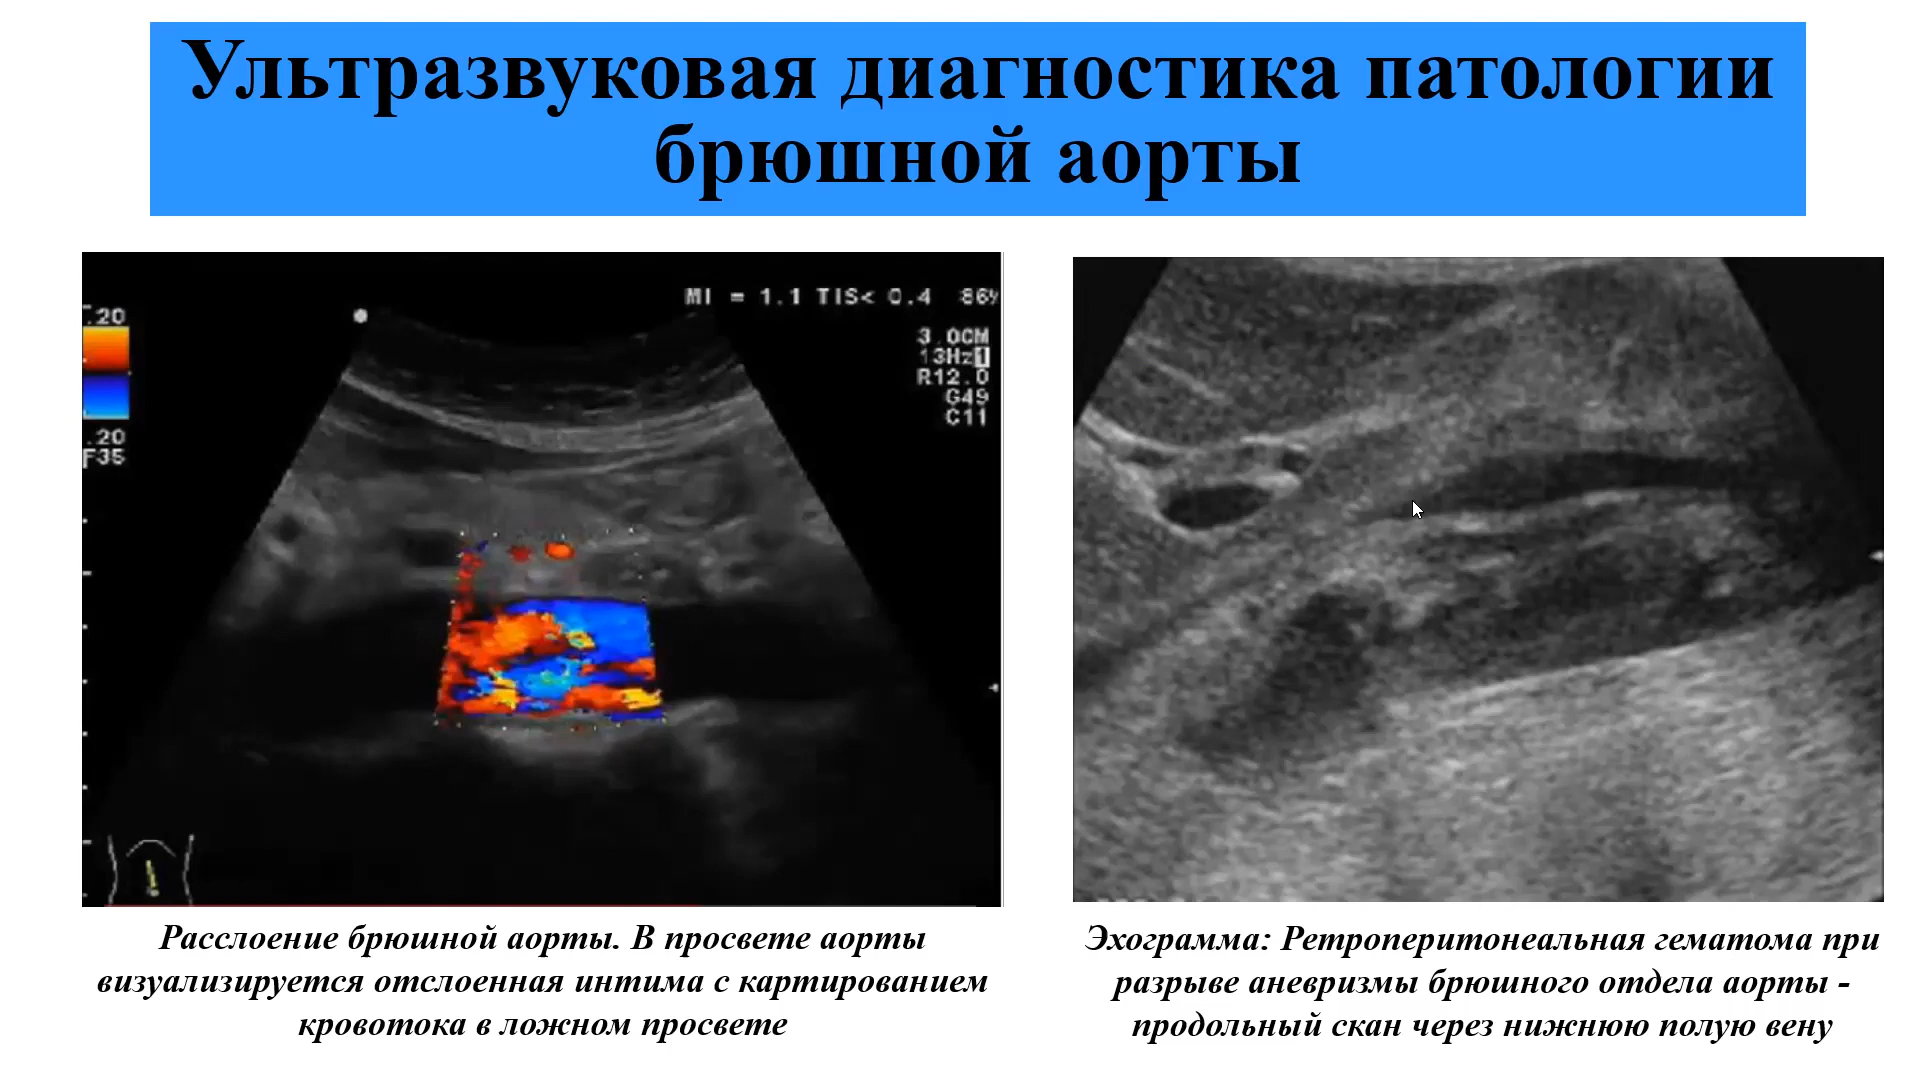 Ультразвуковая диагностика патологии
брюшной аорты
MI = 1.1 TIS< 0.4 86%
.20
3.0CM
13Hz1
R12.0
G49
C11
.20
F35
Расслоение брюшной аорты. В просвете аорты
визуализируется отслоенная интима с картированием
кровотока в ложном просвете
Эхограмма: Ретроперитонеальная гематома при
разрыве аневризмы брюшного отдела аорты -
продольный скан через нижнюю полую вену